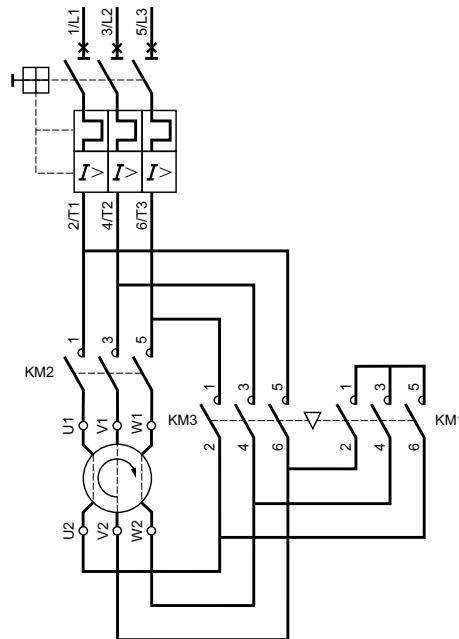 1/L1 3/L2 5/L3
I> I> I>
2/T1 4/T2 6/T3
1 3 5
KM2
1 3 5 1 3 5
KM3 KM1
2 4 6 2 4 6
U1 V1 W1
U2 V2 W2